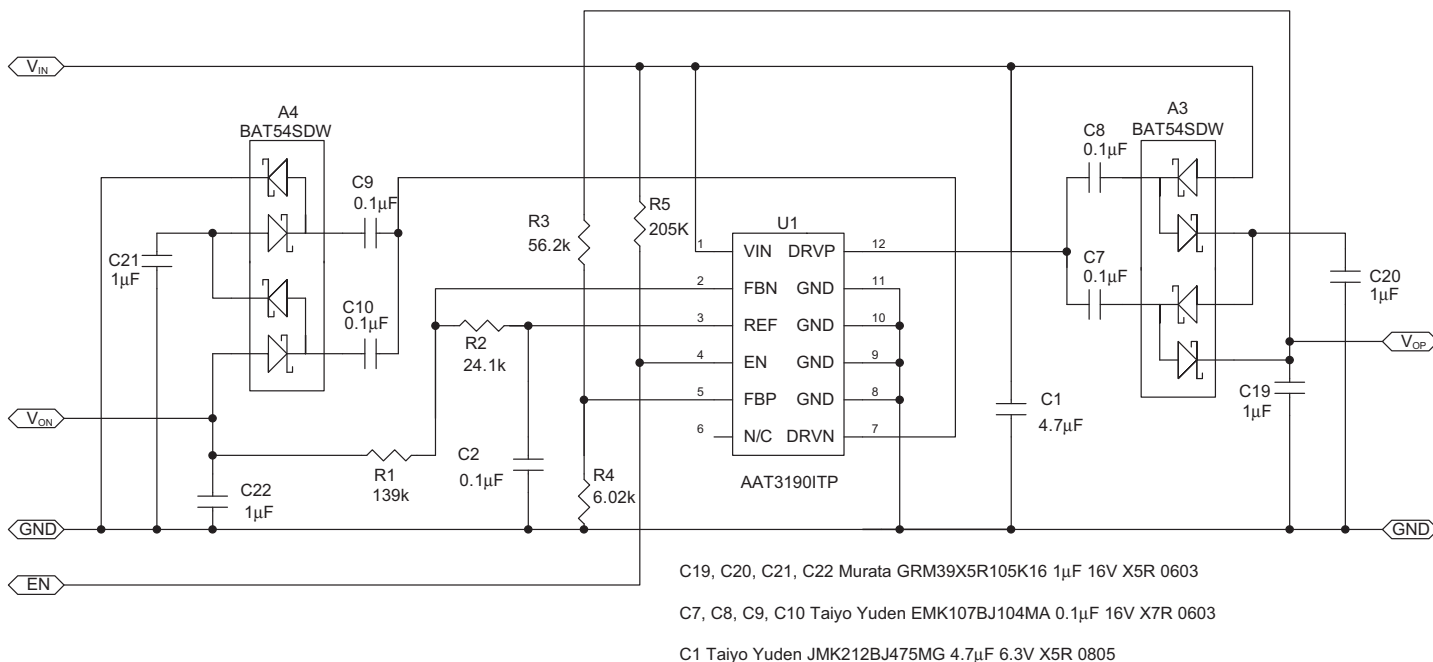 V_IN
A4
BAT54SDW
C9
0.1μF
C21
1μF
C10
0.1μF
V_ON
C22
1μF
GND
EN
R1
139k
R2
24.1k
C2
0.1μF
R3
56.2k
R4
6.02k
R5
205K
U1
1 VIN DRVP 12
2 FBN GND 11
3 REF GND 10
4 EN GND 9
5 FBP GND 8
6 N/C DRVN 7
AAT3190ITP
C1
4.7μF
C8
0.1μF
C7
0.1μF
A3
BAT54SDW
C20
1μF
V_OP
C19
1μF
GND
C19, C20, C21, C22 Murata GRM39X5R105K16 1μF 16V X5R 0603
C7, C8, C9, C10 Taiyo Yuden EMK107BJ104MA 0.1μF 16V X7R 0603
C1 Taiyo Yuden JMK212BJ475MG 4.7μF 6.3V X5R 0805